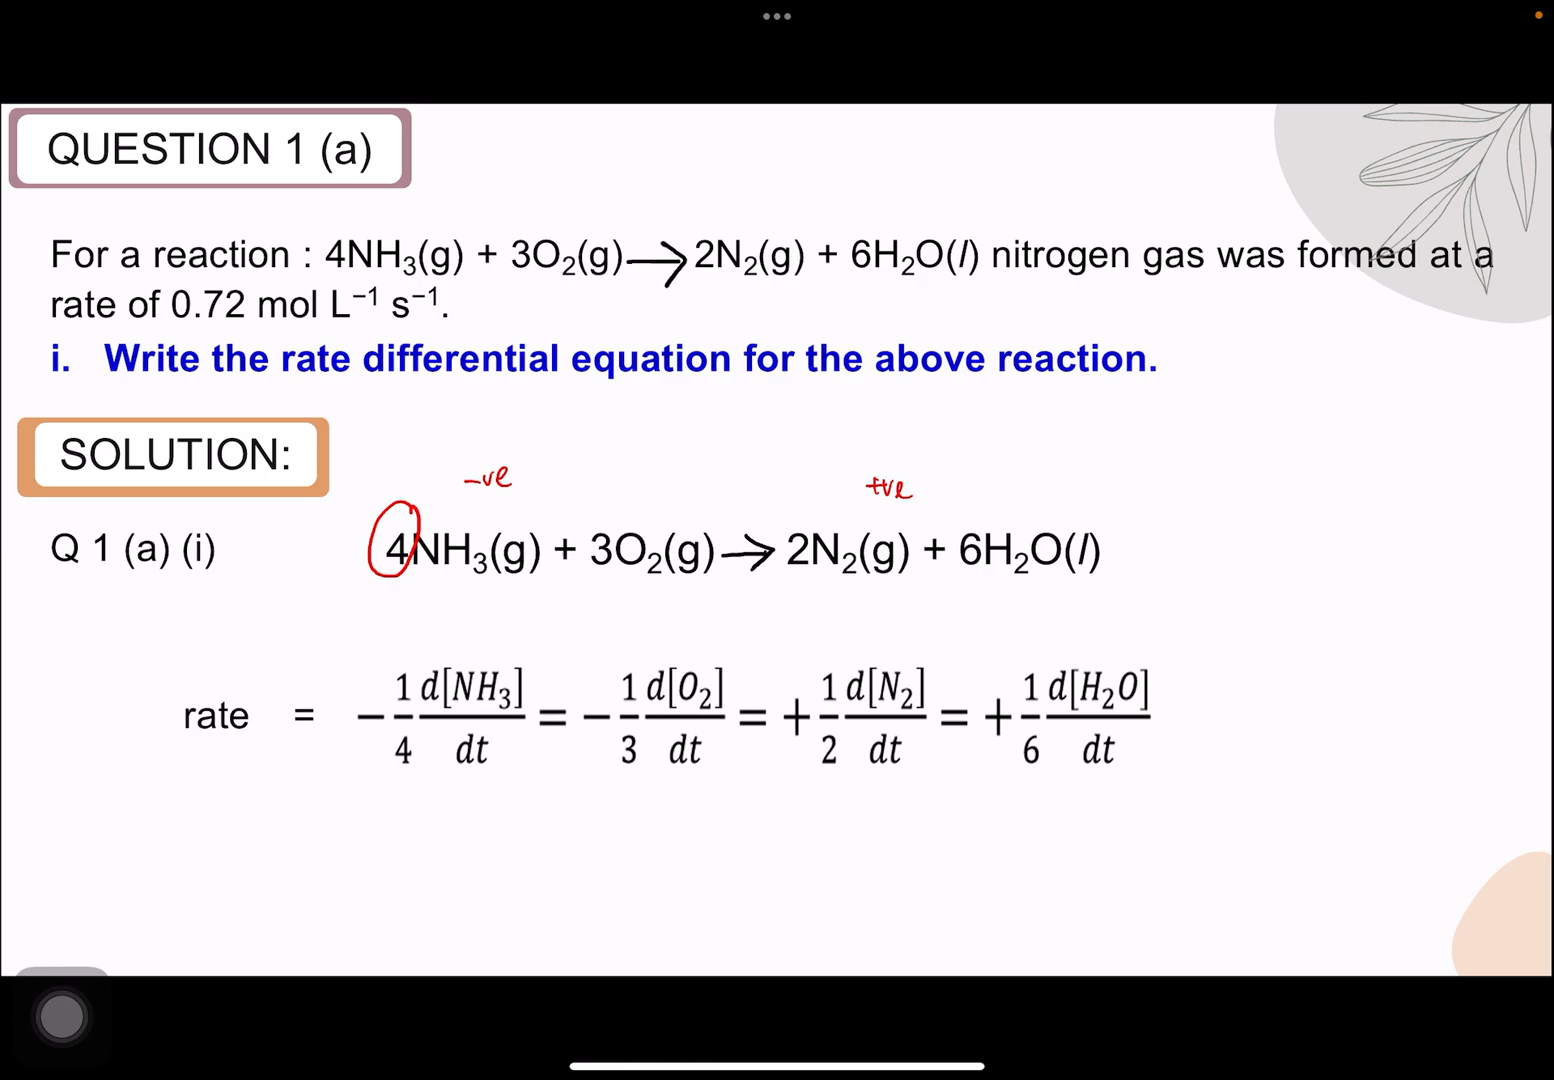 QUESTION 1 (a)
For a reaction : 4NH₃(g) + 3O₂(g) → 2N₂(g) + 6H₂O(l) nitrogen gas was formed at a
rate of 0.72 mol L⁻¹ s⁻¹.
i. Write the rate differential equation for the above reaction.
SOLUTION:
-ve +ve
Q 1 (a) (i) 4NH₃(g) + 3O₂(g) → 2N₂(g) + 6H₂O(l)
rate = − 1/4 d[NH₃]/dt = − 1/3 d[O₂]/dt = + 1/2 d[N₂]/dt = + 1/6 d[H₂O]/dt